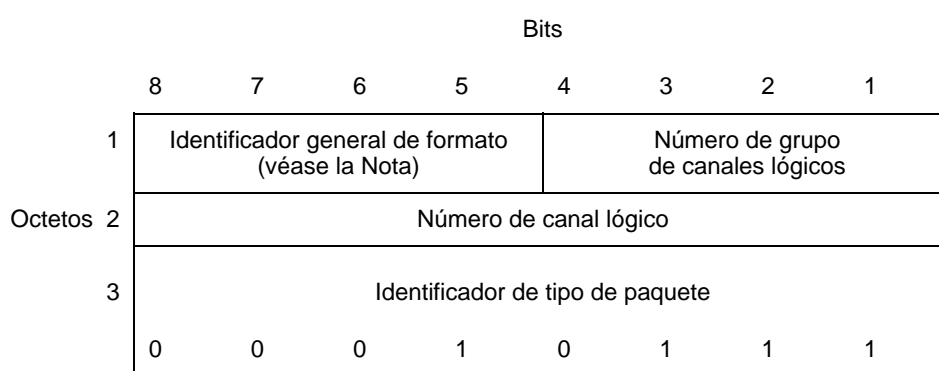 Bits
8 7 6 5 4 3 2 1
1 Identificador general de formato Número de grupo
(véase la Nota) de canales lógicos
Octetos 2 Número de canal lógico
3 Identificador de tipo de paquete
0 0 0 1 0 1 1 1